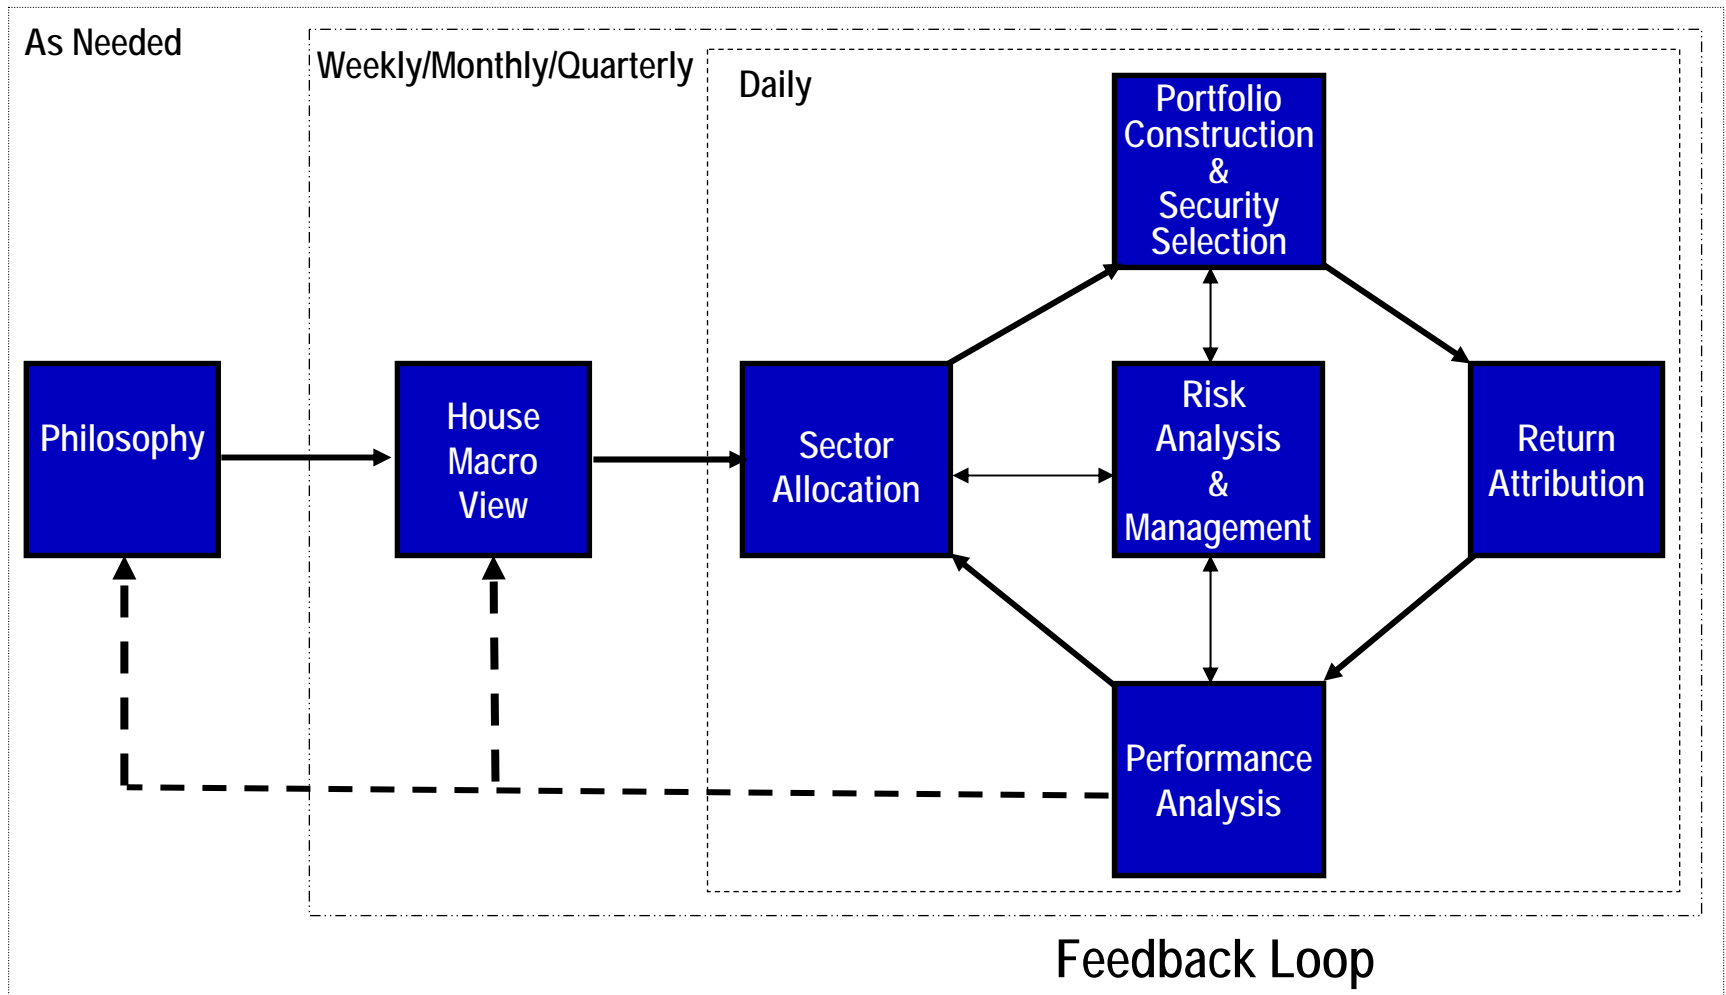 As Needed
Weekly/Monthly/Quarterly
Daily
Portfolio
Construction
&
Security
Selection
Philosophy
House
Macro
View
Sector
Allocation
Risk
Analysis
&
Management
Return
Attribution
Performance
Analysis
Feedback Loop